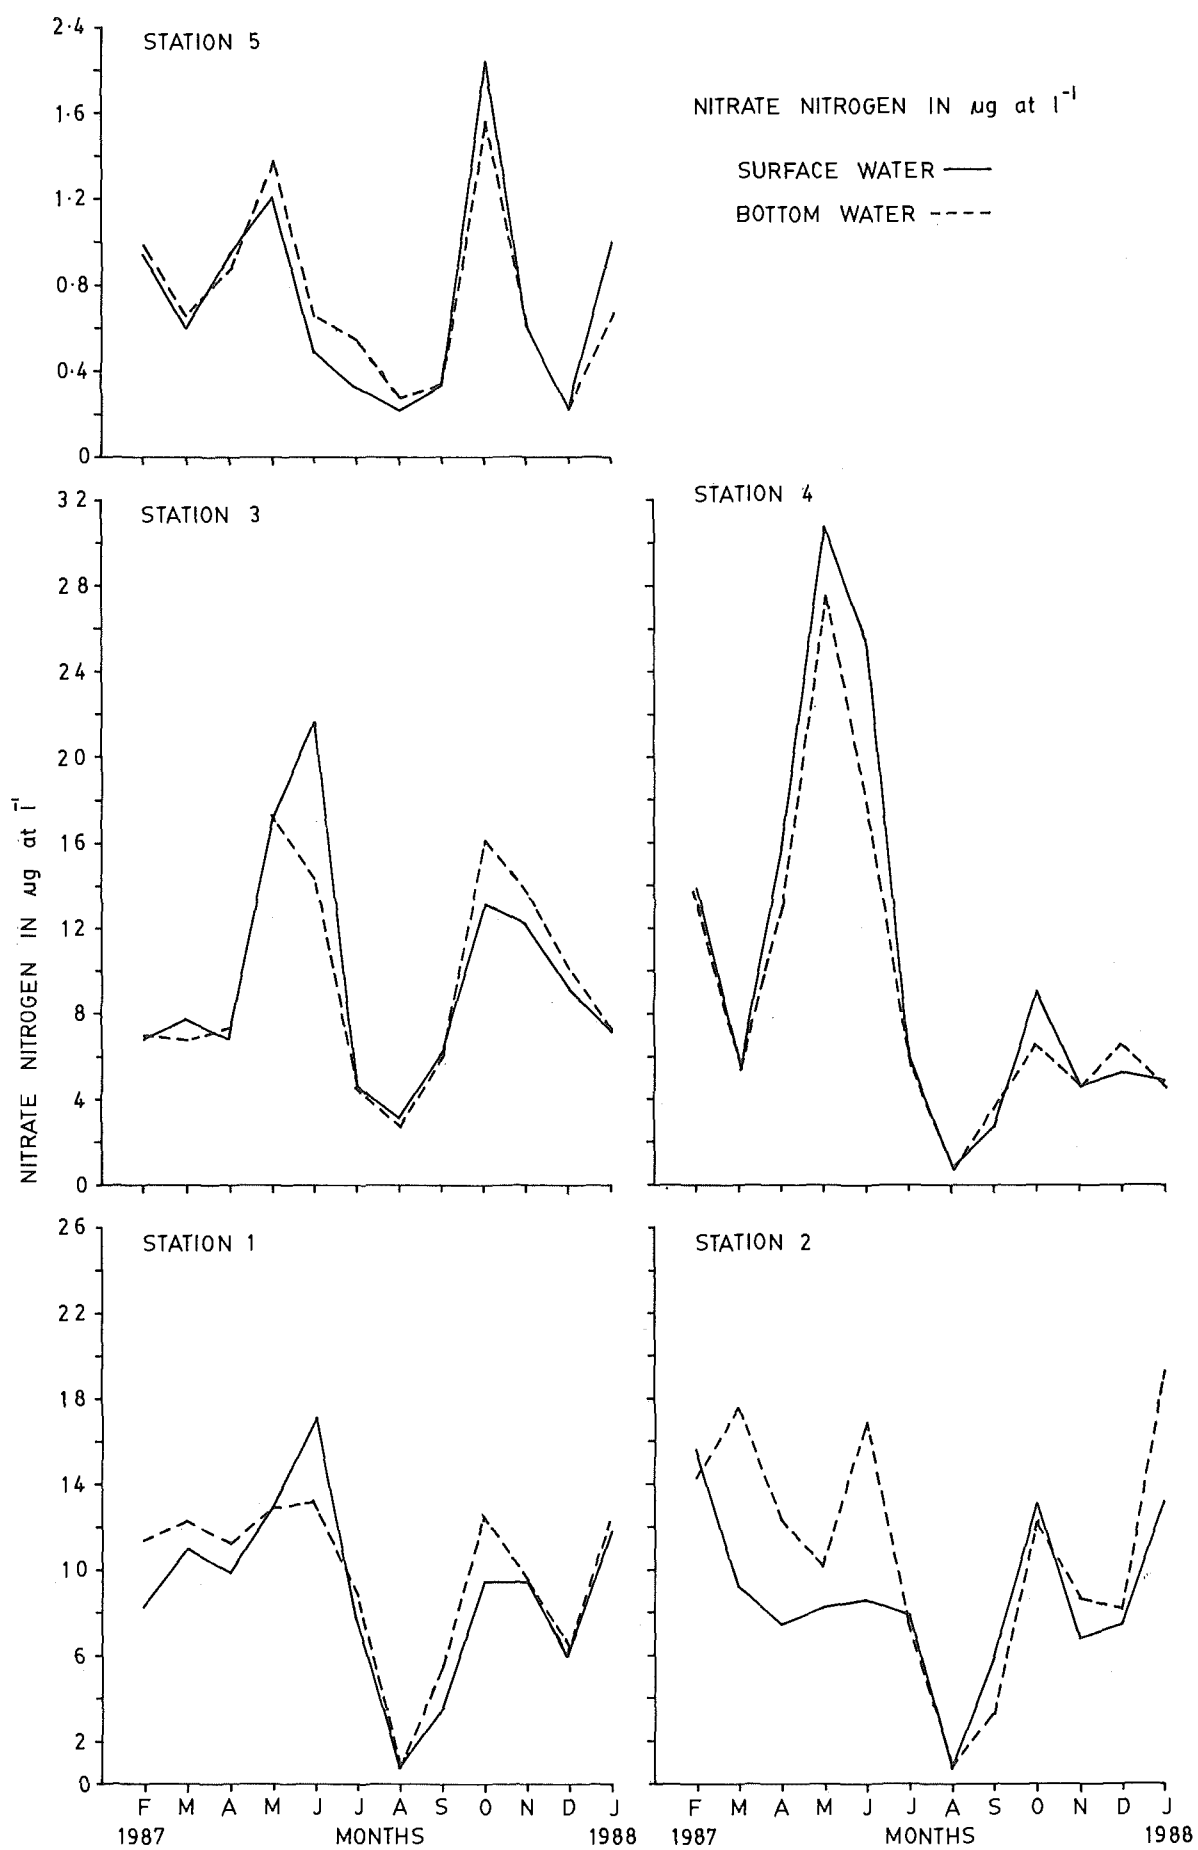 STATION 5
NITRATE NITROGEN IN µg at l⁻¹
SURFACE WATER
BOTTOM WATER
2·4
1·6
1·2
0·8
0·4
0
STATION 3
32
28
24
20
16
12
8
4
0
STATION 4
NITRATE NITROGEN IN µg at l⁻¹
STATION 1
26
22
18
14
10
6
2
0
STATION 2
F M A M J J A S O N D J
1987 MONTHS 1988
F M A M J J A S O N D J
1987 MONTHS 1988